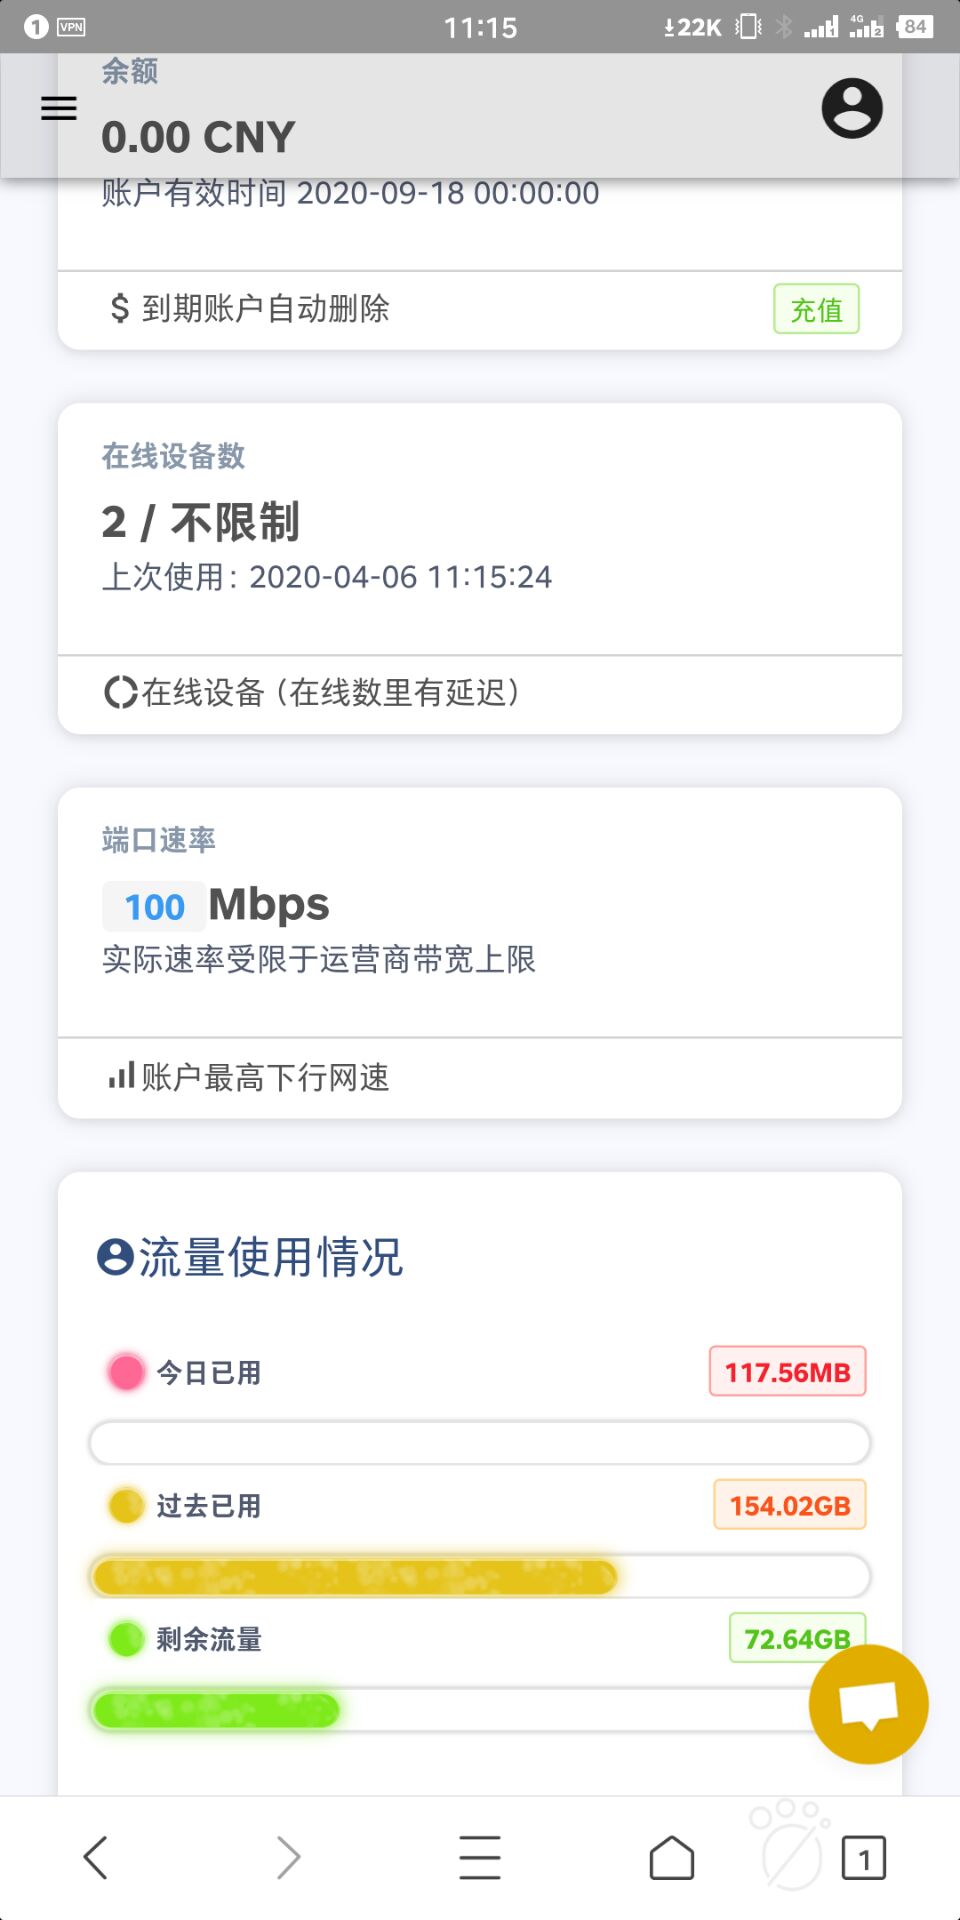 1 VPN 11:15 22K 4G 1 2 84
余额
0.00 CNY
账户有效时间 2020-09-18 00:00:00
$ 到期账户自动删除 充值
在线设备数
2 / 不限制
上次使用: 2020-04-06 11:15:24
在线设备（在线数里有延迟）
端口速率
100 Mbps
实际速率受限于运营商带宽上限
账户最高下行网速
流量使用情况
今日已用 117.56MB
过去已用 154.02GB
剩余流量 72.64GB
1